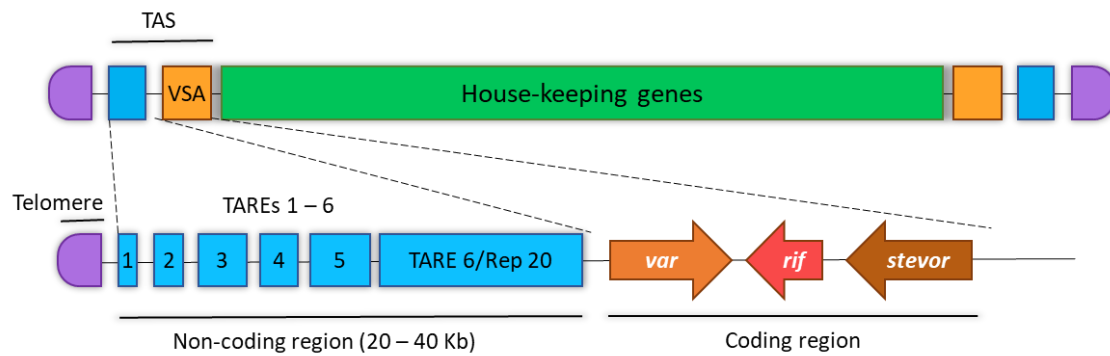 TAS
VSA
House-keeping genes
Telomere
TAREs 1 – 6
1 2 3 4 5 TARE 6/Rep 20
var rif stevor
Non-coding region (20 – 40 Kb)
Coding region